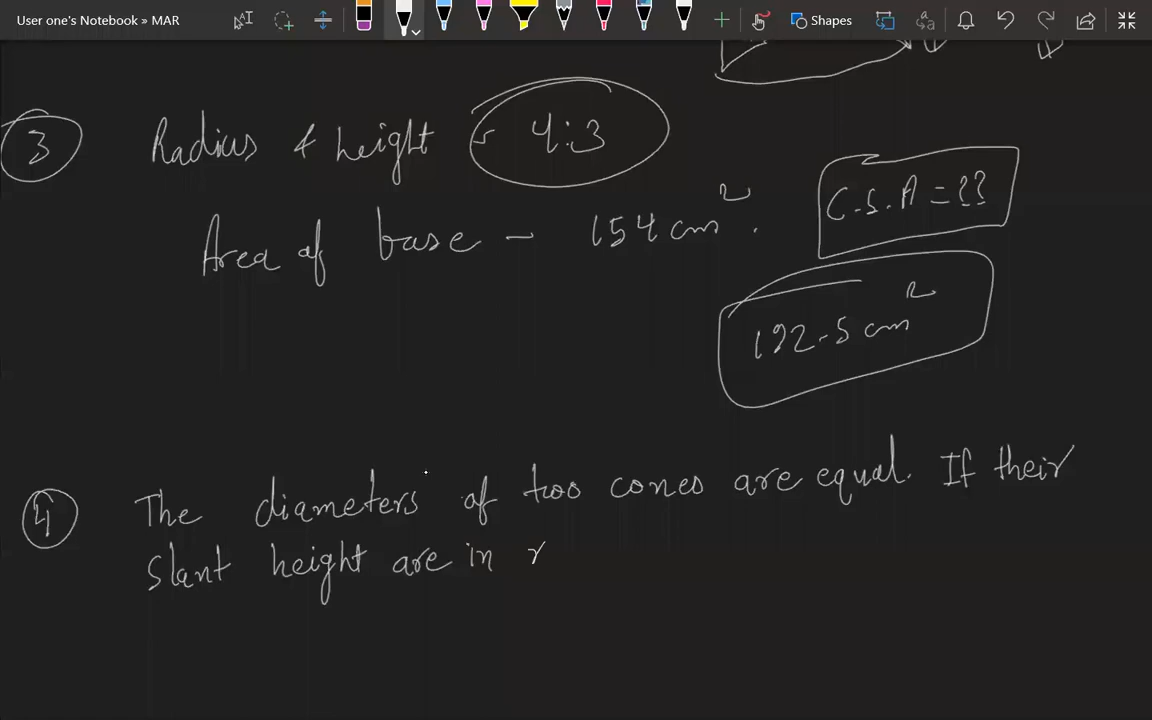 User one's Notebook » MAR
Shapes
3 Radius & height - 4:3
Area of base - 154 cm².
C.S.A = ??
192.5 cm²
4 The diameters of two cones are equal. If their
slant height are in r